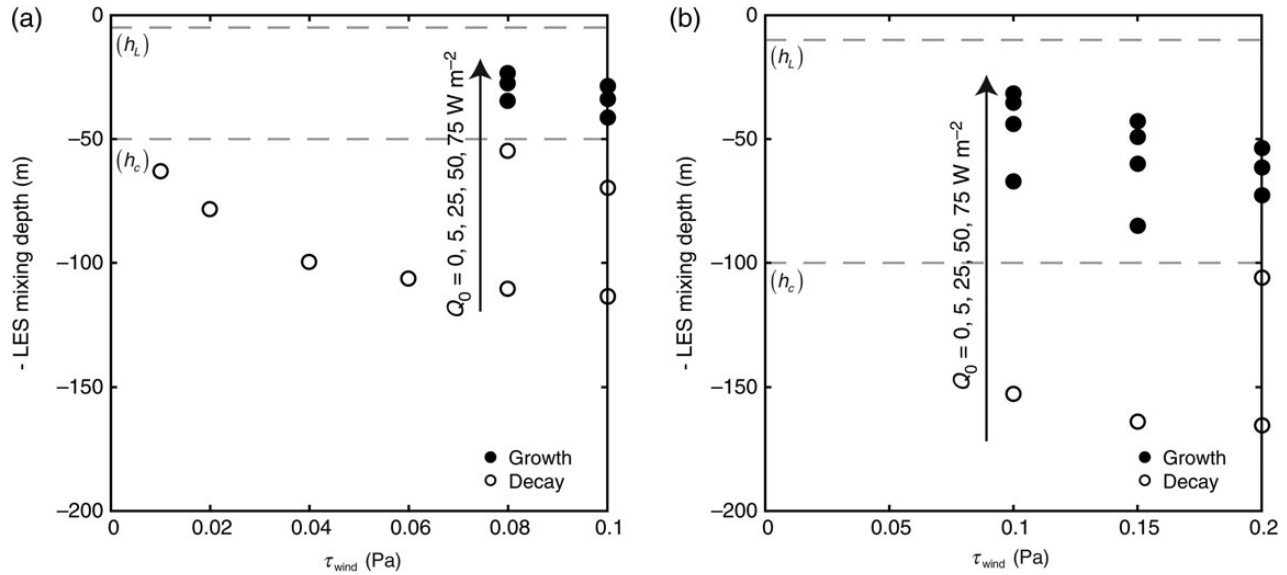 (a)
0
–50
–100
–150
–200
- LES mixing depth (m)
(h_L)
(h_c)
Q_0 = 0, 5, 25, 50, 75 W m^–2
Growth
Decay
0
0.02
0.04
0.06
0.08
0.1
τ_wind (Pa)
(b)
0
–50
–100
–150
–200
- LES mixing depth (m)
(h_L)
(h_c)
Q_0 = 0, 5, 25, 50, 75 W m^–2
Growth
Decay
0
0.05
0.1
0.15
0.2
τ_wind (Pa)